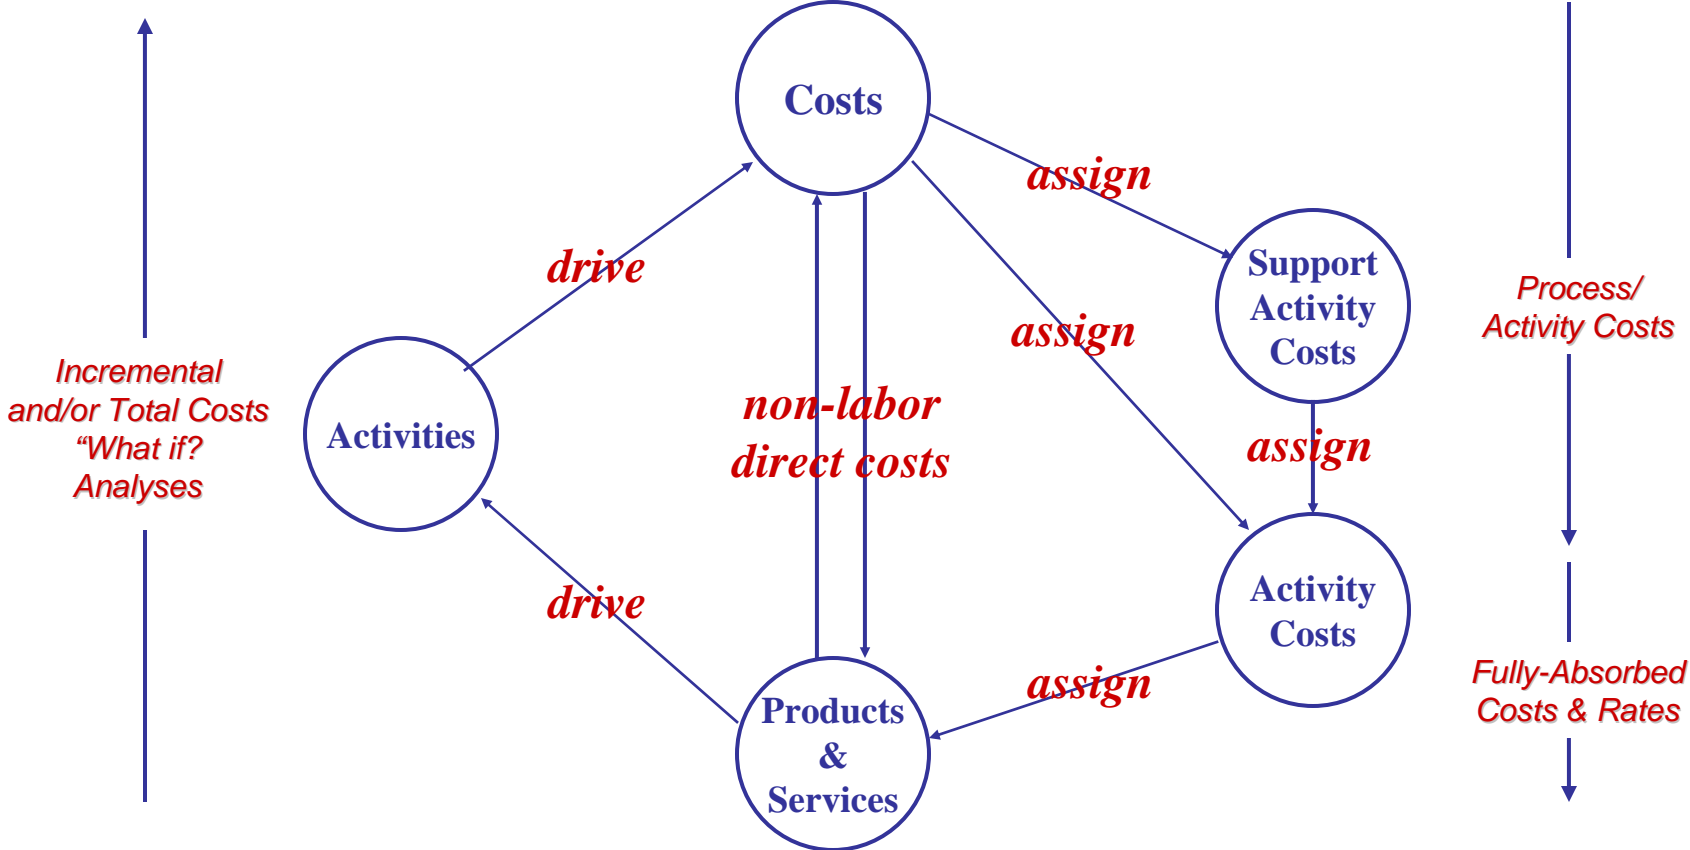 Costs
assign
Support
Activity
Costs
Process/
Activity Costs
drive
assign
Incremental
and/or Total Costs
“What if?
Analyses
Activities
non-labor
direct costs
assign
drive
Activity
Costs
assign
Fully-Absorbed
Costs & Rates
Products
&
Services